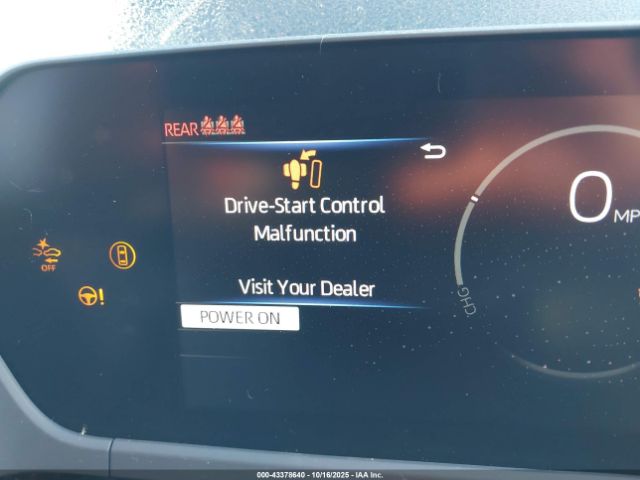 REAR
Drive-Start Control
Malfunction
Visit Your Dealer
POWER ON
OFF
0
MP
CHG
000-43378640 - 10/16/2025 - IAA Inc.